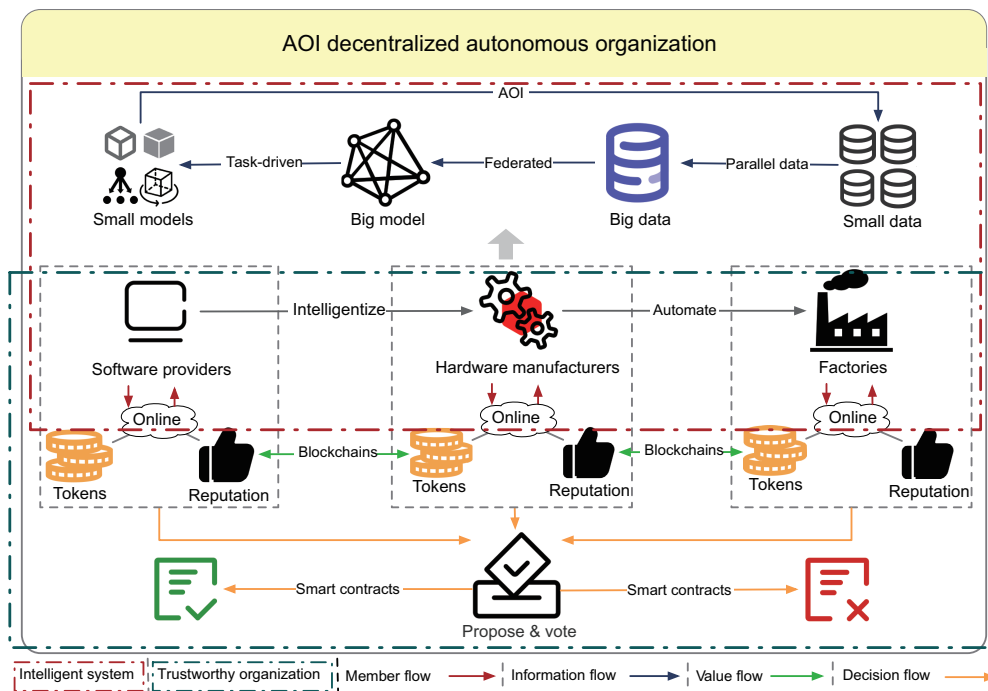 AOI decentralized autonomous organization
AOI
Task-driven
Federated
Parallel data
Small models
Big model
Big data
Small data
Intelligentize
Automate
Software providers
Hardware manufacturers
Factories
Online
Online
Online
Blockchains
Blockchains
Tokens
Reputation
Tokens
Reputation
Tokens
Reputation
Smart contracts
Smart contracts
Propose & vote
Intelligent system
Trustworthy organization
Member flow
Information flow
Value flow
Decision flow